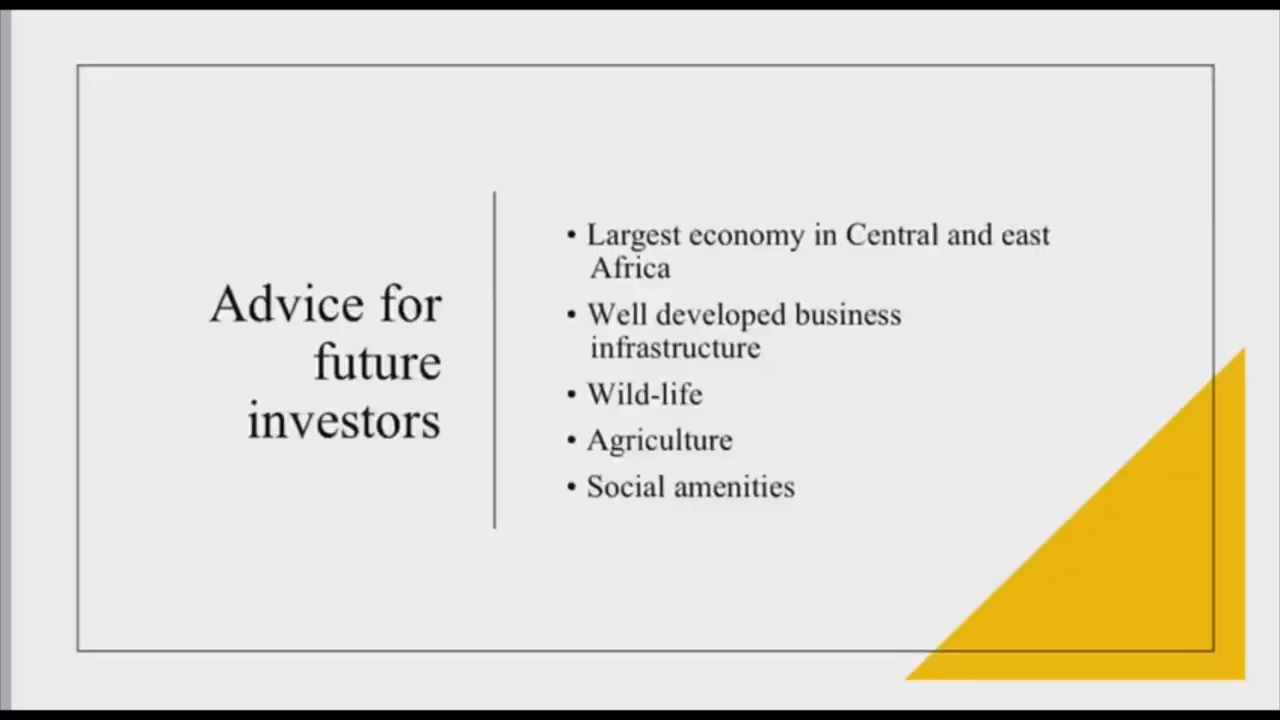 Advice for
future
investors
• Largest economy in Central and east
Africa
• Well developed business
infrastructure
• Wild-life
• Agriculture
• Social amenities